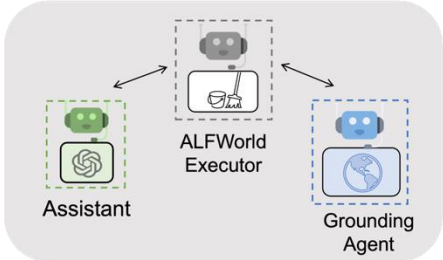 ALFWorld
Executor
Assistant
Grounding
Agent